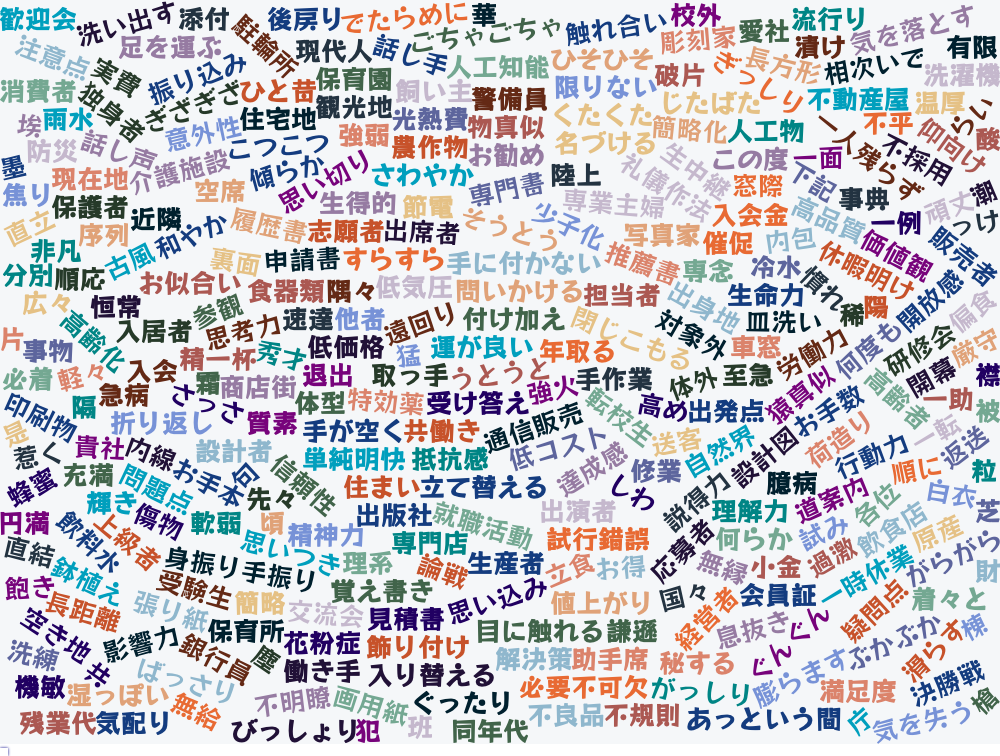 歓迎会
洗い出す
添付
駐輪所
後戻り
でたらめに
華
ごちゃごちゃ
触れ合い
校外
彫刻家
愛社
流行り
漬け
気を落とす
有限
注意点
足を運ぶ
現代人
話し手
人工知能
ひそひそ
破片
ぎっしり
長方形
相次いで
洗濯機
消費者
実費
独身者
振り込み
ざぎざぎ
ひと昔
保育園
飼い主
警備員
限りない
じたばた
不動産屋
温厚
らい
埃
雨水
意外性
住宅地
観光地
光熱費
強弱
物真似
くたくた
名づける
簡略化
人工物
一人残らず
不平
仰向け
酸
防災
話し声
こつこつ
農作物
お勧め
生中継
この度
一面
不採用
墨
焦り
現在地
介護施設
空席
傾らか
思い切り
さわやか
専門書
陸上
礼儀作法
窓際
下記
事典
頑丈
潮
直立
保護者
近隣
生得的
節電
少子化
専業主婦
入会金
高品質
一例
っけ
序列
履歴書
志願者
出席者
そうとう
写真家
催促
内包
価値観
販売者
非凡
古風
和やか
裏面
申請書
すらすら
手に付かない
推薦書
専念
冷水
休暇明け
分別
順応
お似合い
食器類
隅々
低気圧
問いかける
担当者
出身地
生命力
慣れ
稀
陽
開放感
広々
恒常
入居者
参観
思考力
速達
他者
遠回り
付け加え
閉じこもる
対象外
皿洗い
偏食
片
事物
高齢化
精一杯
秀才
低価格
猛
運が良い
年取る
車窓
労働力
何度も
研修会
厳守
必着
軽々
入会
霜
商店街
退出
取っ手
うとうと
強火
手作業
体外
至急
猿真似
高齢者
開幕
襟
印刷物
隔
急病
さっさ
質素
体型
特効薬
受け答え
転校生
高め
出発点
お手数
一助
被
是
折り返し
手が空く
共働き
通信販売
送客
自然界
設計図
荷造り
一転
返送
惹く
貴社
内線
設計者
単純明快
抵抗感
低コスト
達成感
修業
説得力
臆病
行動力
順に
粒
蜂蜜
充満
問題点
お手本
回
信頼性
先々
住まい
立て替える
しわ
理解力
道案内
各位
白衣
芝
円満
輝き
傷物
軟弱
頃
精神力
出版社
就職活動
出演者
応募者
何らか
試み
飲食店
原産
直結
飲料水
上級者
思いつき
理系
専門店
試行錯誤
無縁
小金
過激
がらがら
飽き
鉢植え
身振り手振り
論戦
生産者
立食
お得
一時休業
財
長距離
受験生
覚え書き
思い込み
値上がり
国々
会員証
着々と
空き地
張り紙
簡略
交流会
見積書
経営者
息抜き
疑問点
洗練
共
影響力
保育所
花粉症
飾り付け
目に触れる
謙遜
ぐんぐん
ぶかぶか
棟
機敏
ばっさり
銀行員
塵
働き手
入り替える
解決策
助手席
秘する
膨らます
潰らす
決勝戦
湿っぽい
無給
不明瞭
画用紙
ぐったり
必要不可欠
がっしり
満足度
槍
残業代
気配り
びっしょり
犯
班
同年代
不良品
不規則
あっという間
庁
気を失う